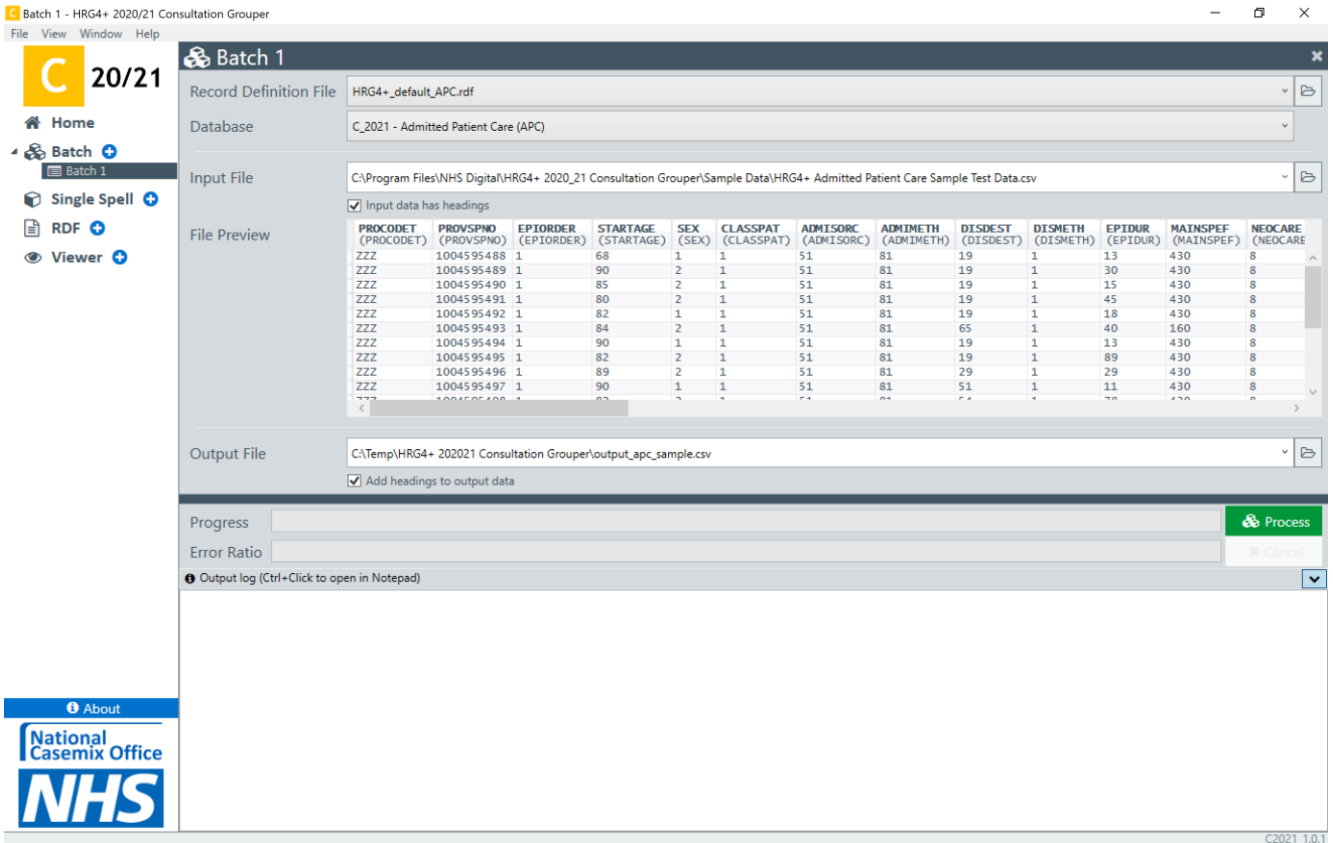 C Batch 1 - HRG4+ 2020/21 Consultation Grouper
File View Window Help
C 20/21
Home
Batch
Batch 1
Single Spell
RDF
Viewer
Batch 1
Record Definition File HRG4+_default_APC.rdf
Database C_2021 - Admitted Patient Care (APC)
Input File C:\Program Files\NHS Digital\HRG4+ 2020_21 Consultation Grouper\Sample Data\HRG4+ Admitted Patient Care Sample Test Data.csv
Input data has headings
File Preview
PROCODET PROVSPNO EPIORDER STARTAGE SEX CLASSPAT ADMISORC ADMIMETH DISDEST DISMETH EPIDUR MAINSPEF NEOCARE
(PROCODET) (PROVSPNO) (EPIORDER) (STARTAGE) (SEX) (CLASSPAT) (ADMISORC) (ADMIMETH) (DISDEST) (DISMETH) (EPIDUR) (MAINSPEF) (NEOCARE
ZZZ 1004595488 1 68 1 1 51 81 19 1 13 430 8
ZZZ 1004595489 1 90 2 1 51 81 19 1 30 430 8
ZZZ 1004595490 1 85 2 1 51 81 19 1 15 430 8
ZZZ 1004595491 1 80 2 1 51 81 19 1 45 430 8
ZZZ 1004595492 1 82 1 1 51 81 19 1 18 430 8
ZZZ 1004595493 1 84 2 1 51 81 65 1 40 160 8
ZZZ 1004595494 1 90 1 1 51 81 19 1 13 430 8
ZZZ 1004595495 1 82 2 1 51 81 19 1 89 430 8
ZZZ 1004595496 1 89 2 1 51 81 29 1 29 430 8
ZZZ 1004595497 1 90 1 1 51 81 51 1 11 430 8
Output File C:\Temp\HRG4+ 202021 Consultation Grouper\output_apc_sample.csv
Add headings to output data
Progress
Process
Error Ratio
Cancel
Output log (Ctrl+Click to open in Notepad)
About
National
Casemix Office
NHS
C2021 1.0.1